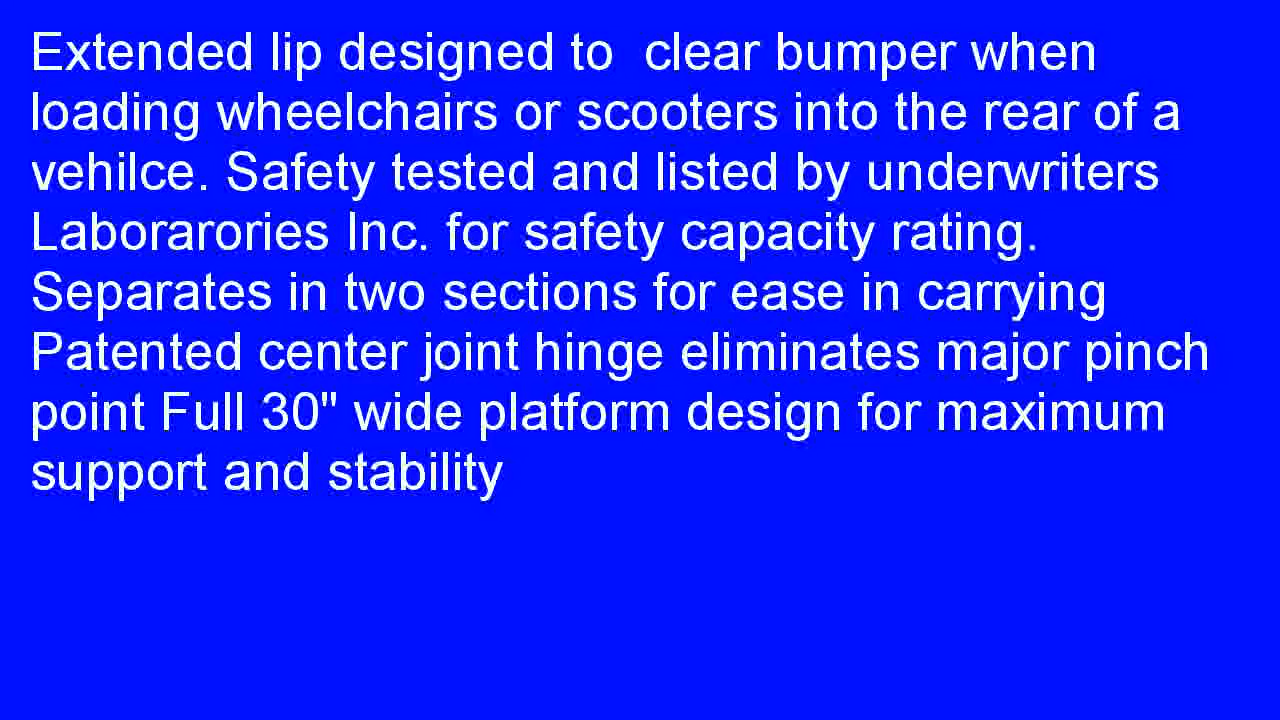 Extended lip designed to  clear bumper when
loading wheelchairs or scooters into the rear of a
vehilce. Safety tested and listed by underwriters
Laborarories Inc. for safety capacity rating.
Separates in two sections for ease in carrying
Patented center joint hinge eliminates major pinch
point Full 30" wide platform design for maximum
support and stability